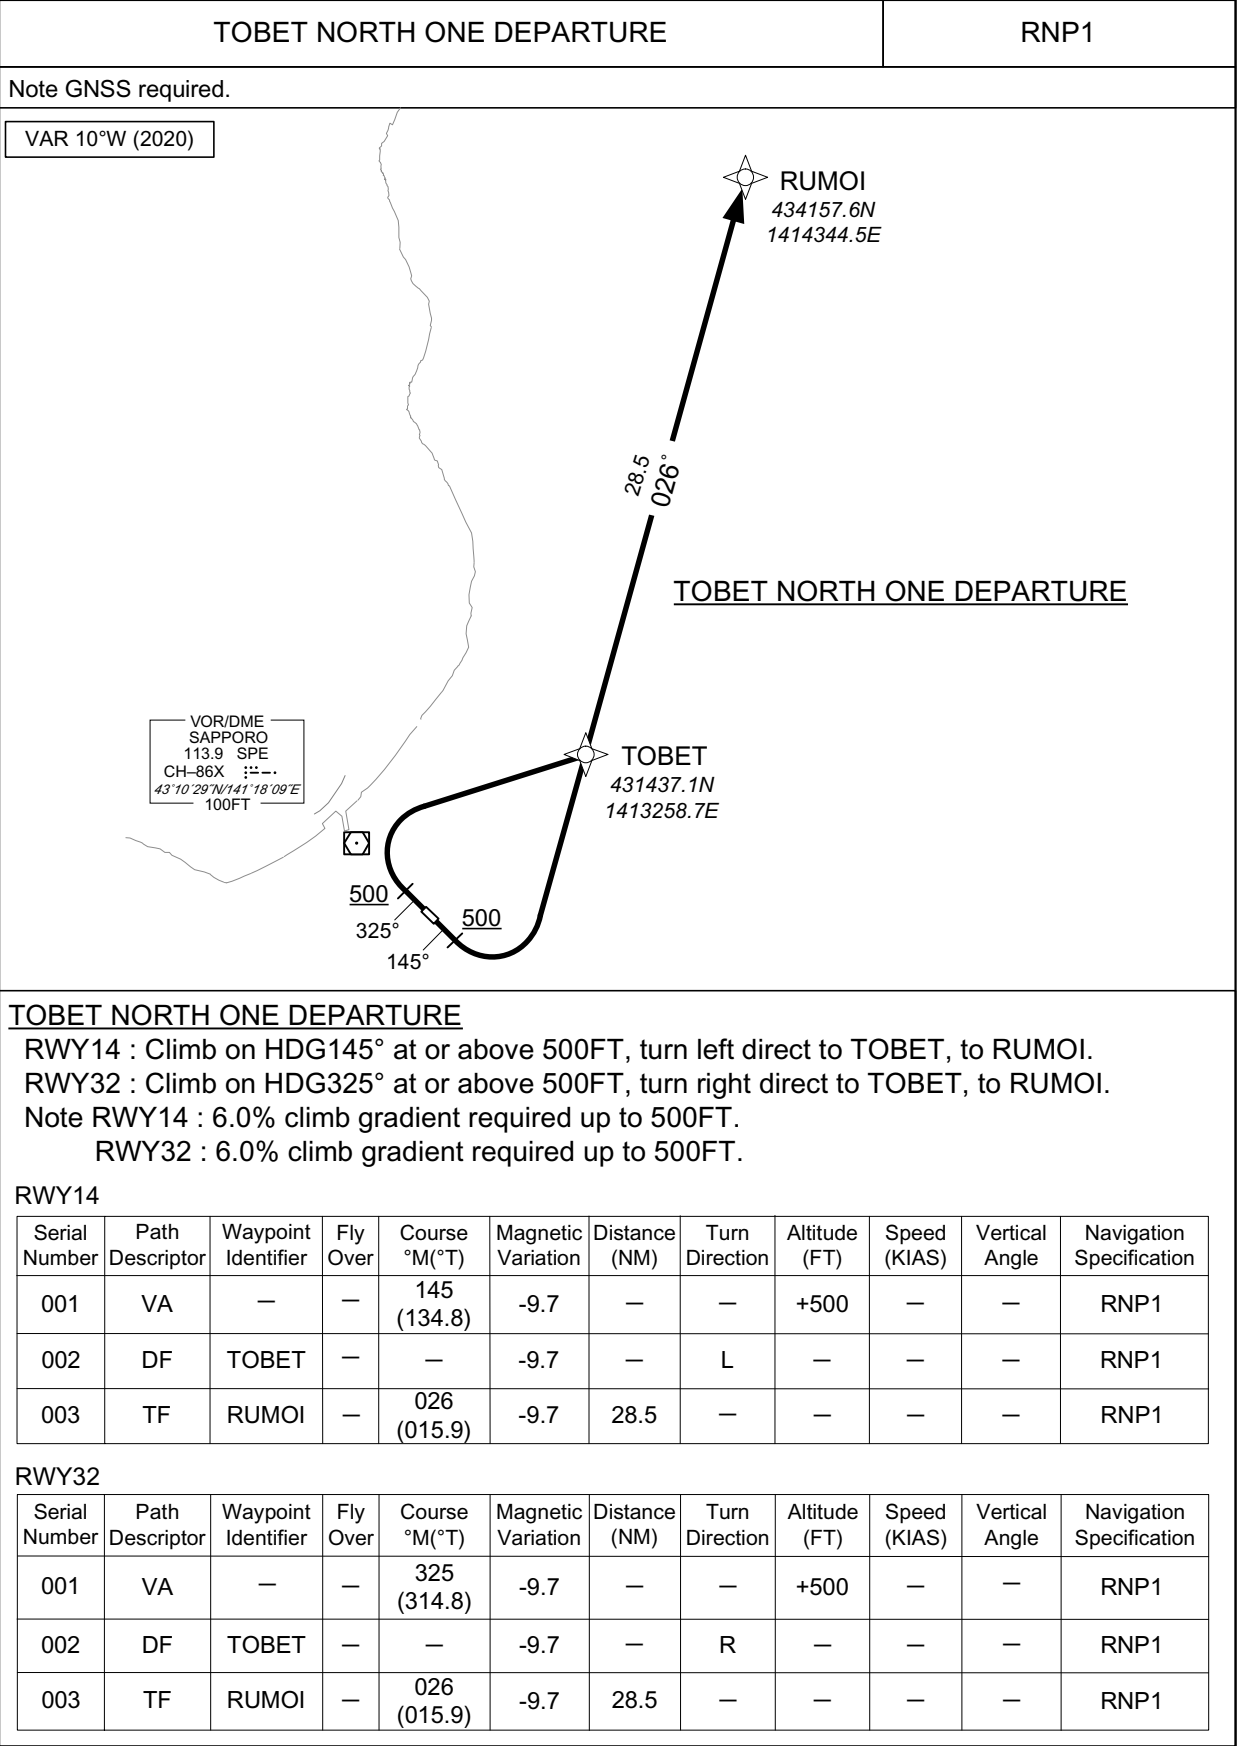 TOBET NORTH ONE DEPARTURE
RNP1
Note GNSS required.
VAR 10°W (2020)
RUMOI
434157.6N
1414344.5E
28.5
026°
TOBET NORTH ONE DEPARTURE
VOR/DME
SAPPORO
113.9 SPE
CH–86X
43°10'29"N/141°18'09"E
100FT
TOBET
431437.1N
1413258.7E
500
325°
500
145°
TOBET NORTH ONE DEPARTURE
RWY14 : Climb on HDG145° at or above 500FT, turn left direct to TOBET, to RUMOI.
RWY32 : Climb on HDG325° at or above 500FT, turn right direct to TOBET, to RUMOI.
Note RWY14 : 6.0% climb gradient required up to 500FT.
RWY32 : 6.0% climb gradient required up to 500FT.
RWY14
Serial Number | Path Descriptor | Waypoint Identifier | Fly Over | Course °M(°T) | Magnetic Variation | Distance (NM) | Turn Direction | Altitude (FT) | Speed (KIAS) | Vertical Angle | Navigation Specification
001 | VA | — | — | 145 (134.8) | -9.7 | — | — | +500 | — | — | RNP1
002 | DF | TOBET | — | — | -9.7 | — | L | — | — | — | RNP1
003 | TF | RUMOI | — | 026 (015.9) | -9.7 | 28.5 | — | — | — | — | RNP1
RWY32
Serial Number | Path Descriptor | Waypoint Identifier | Fly Over | Course °M(°T) | Magnetic Variation | Distance (NM) | Turn Direction | Altitude (FT) | Speed (KIAS) | Vertical Angle | Navigation Specification
001 | VA | — | — | 325 (314.8) | -9.7 | — | — | +500 | — | — | RNP1
002 | DF | TOBET | — | — | -9.7 | — | R | — | — | — | RNP1
003 | TF | RUMOI | — | 026 (015.9) | -9.7 | 28.5 | — | — | — | — | RNP1